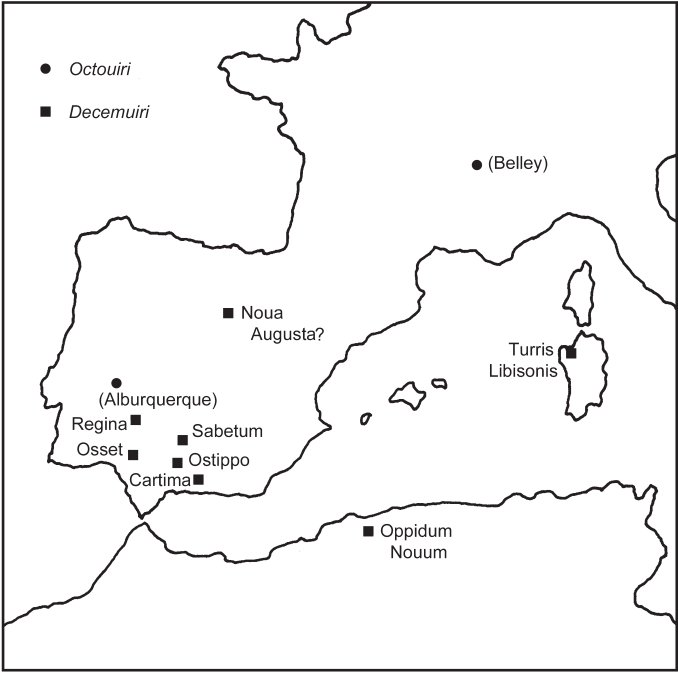 Octouiri
Decemuiri
(Belley)
Noua
Augusta?
Turris
Libisonis
(Alburquerque)
Regina
Sabetum
Osset
Ostippo
Cartima
Oppidum
Nouum